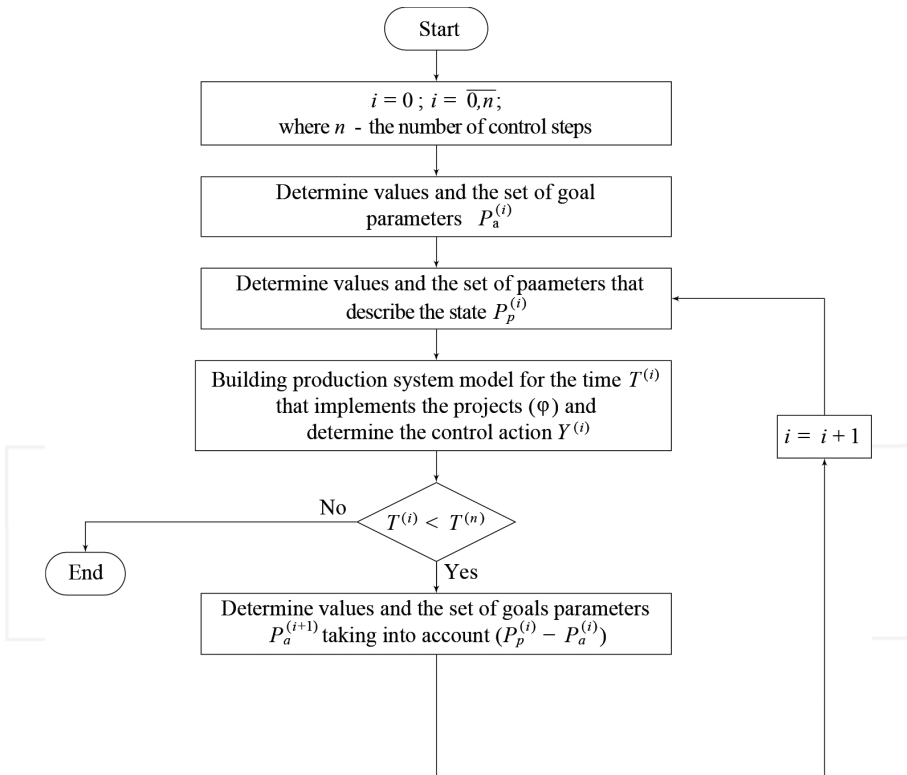 Start
i = 0 ; i = \overline{0,n};
where n - the number of control steps
Determine values and the set of goal
parameters P_a^{(i)}
Determine values and the set of paameters that
describe the state P_p^{(i)}
Building production system model for the time T^{(i)}
that implements the projects (φ) and
determine the control action Y^{(i)}
i = i + 1
No
T^{(i)} < T^{(n)}
End
Yes
Determine values and the set of goals parameters
P_a^{(i+1)} taking into account (P_p^{(i)} − P_a^{(i)})